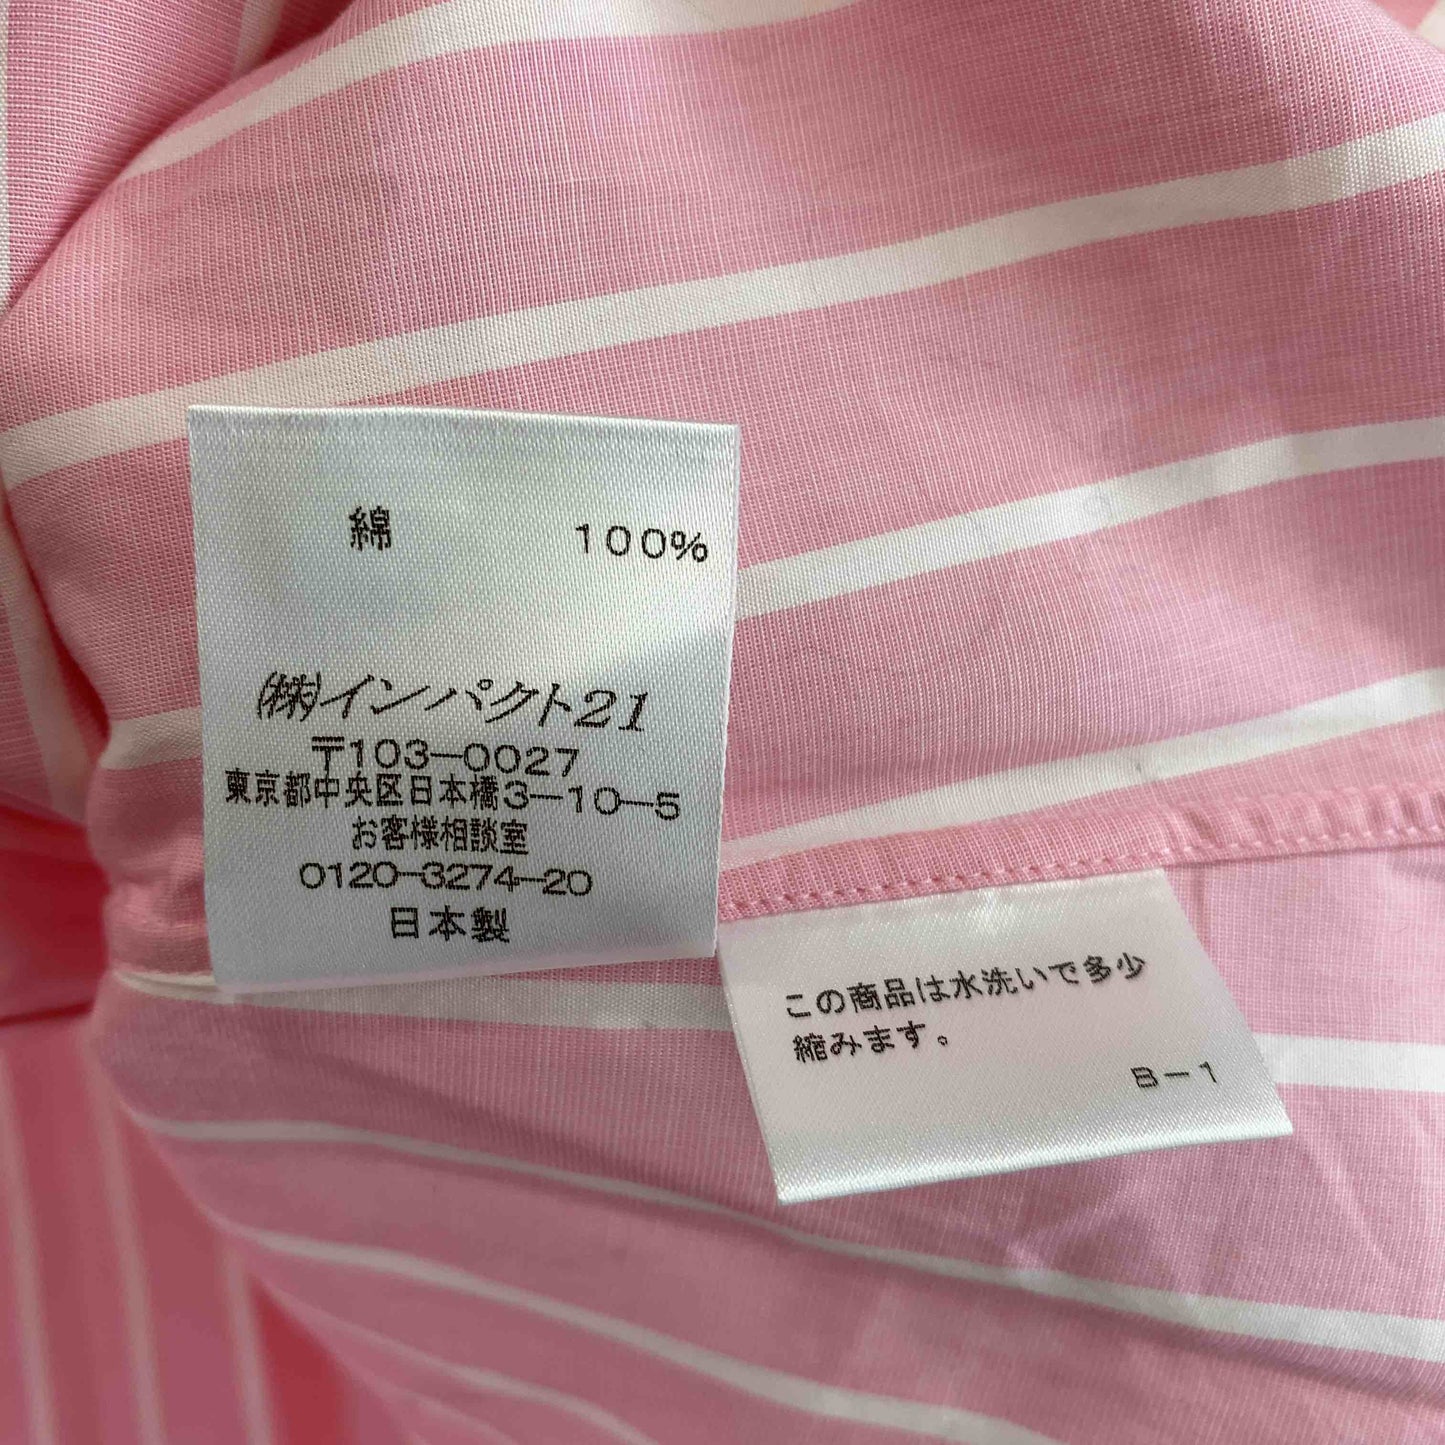 綿 100%
㈱インパクト21
〒103-0027
東京都中央区日本橋3-10-5
お客様相談室
0120-3274-20
日本製
この商品は水洗いで多少
縮みます。
B-1